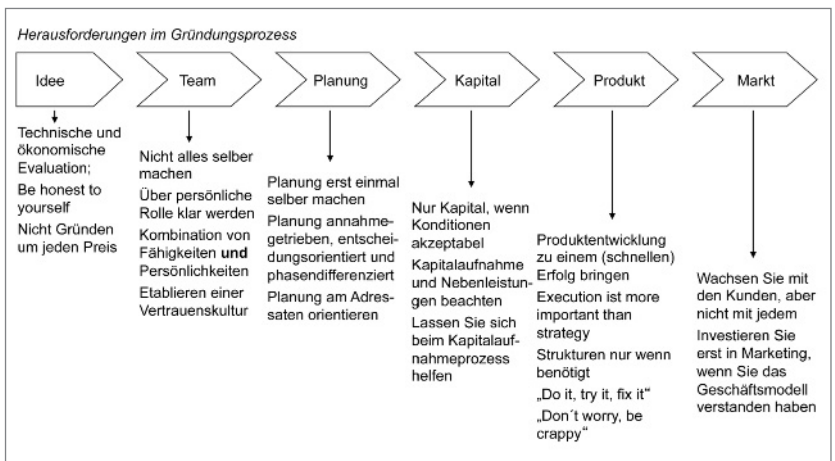 Herausforderungen im Gründungsprozess
Idee
Team
Planung
Kapital
Produkt
Markt
Technische und
ökonomische
Evaluation;
Be honest to
yourself
Nicht Gründen
um jeden Preis
Nicht alles selber
machen
Über persönliche
Rolle klar werden
Kombination von
Fähigkeiten und
Persönlichkeiten
Etablieren einer
Vertrauenskultur
Planung erst einmal
selber machen
Planung annahme-
getrieben, entschei-
dungsorientiert und
phasendifferenziert
Planung am Adres-
saten orientieren
Nur Kapital, wenn
Konditionen
akzeptabel
Kapitalaufnahme
und Nebenleistun-
gen beachten
Lassen Sie sich
beim Kapitalauf-
nahmeprozess
helfen
Produktentwicklung
zu einem (schnellen)
Erfolg bringen
Execution ist more
important than
strategy
Strukturen nur wenn
benötigt
„Do it, try it, fix it“
„Don´t worry, be
crappy“
Wachsen Sie mit
den Kunden, aber
nicht mit jedem
Investieren Sie
erst in Marketing,
wenn Sie das
Geschäftsmodell
verstanden haben